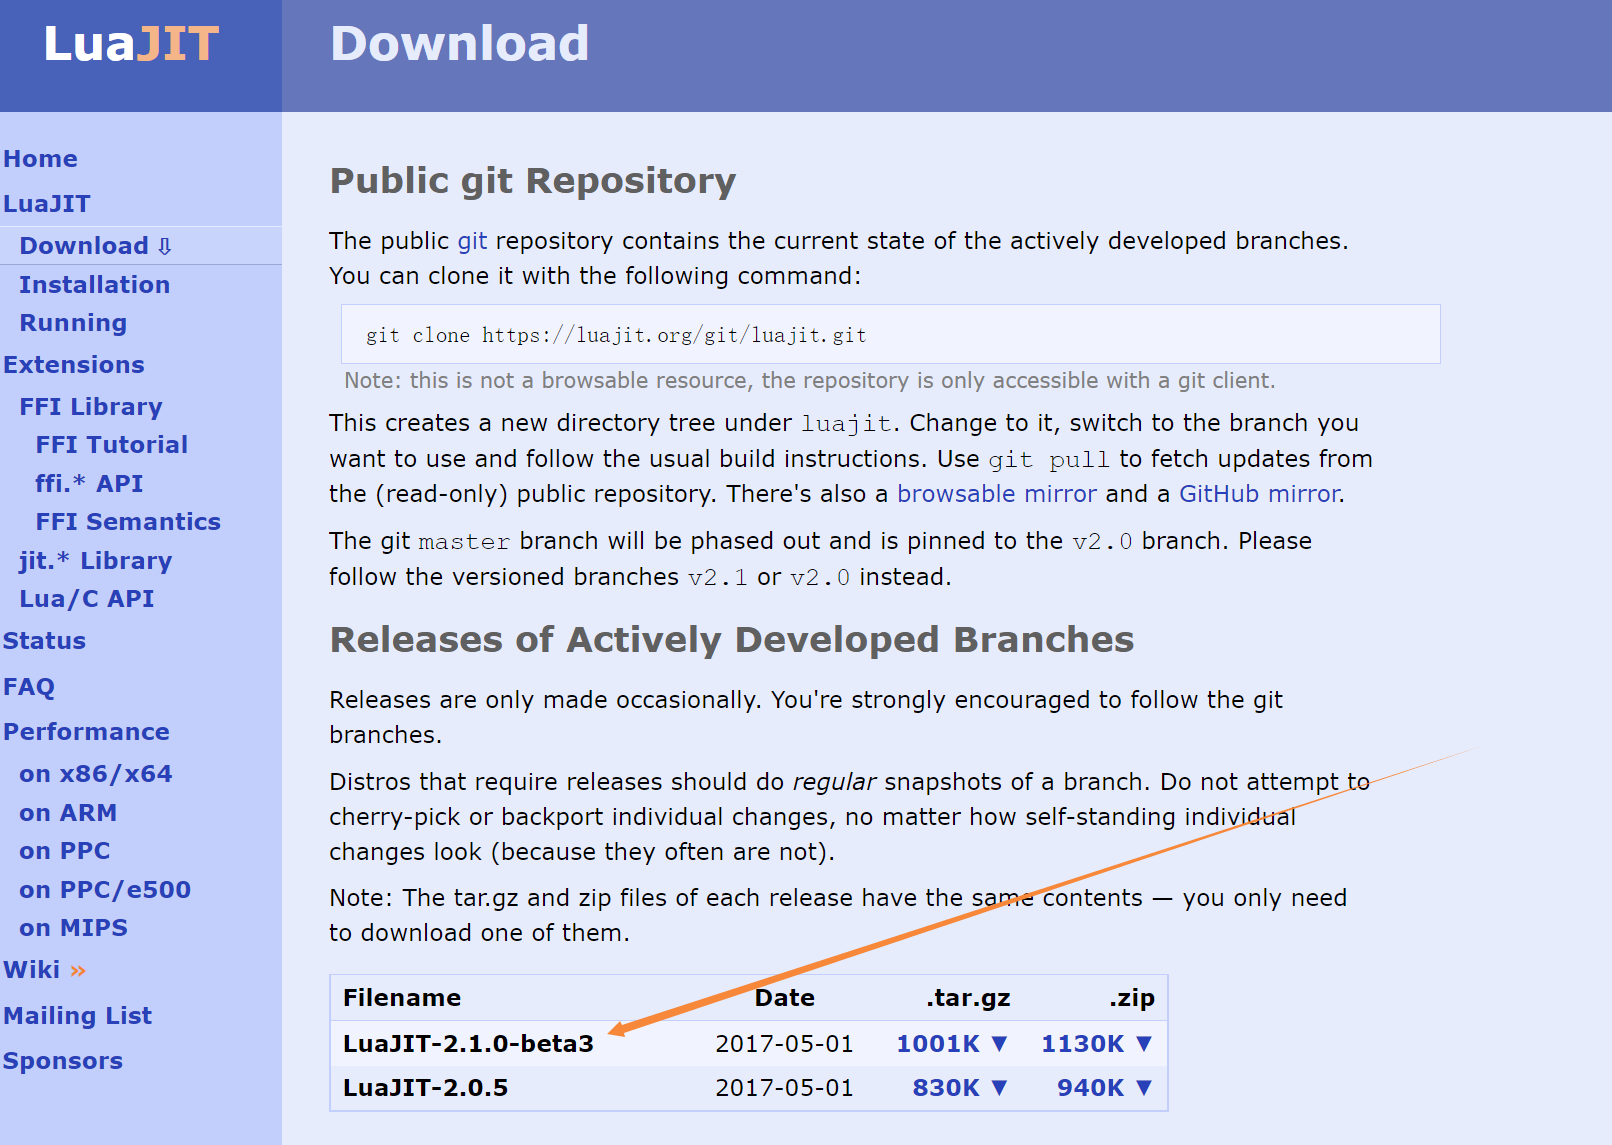 LuaJIT
Download
Home
LuaJIT
Download ⇩
Installation
Running
Extensions
FFI Library
FFI Tutorial
ffi.* API
FFI Semantics
jit.* Library
Lua/C API
Status
FAQ
Performance
on x86/x64
on ARM
on PPC
on PPC/e500
on MIPS
Wiki »
Mailing List
Sponsors
Public git Repository
The public git repository contains the current state of the actively developed branches.
You can clone it with the following command:
git clone https://luajit.org/git/luajit.git
Note: this is not a browsable resource, the repository is only accessible with a git client.
This creates a new directory tree under luajit. Change to it, switch to the branch you
want to use and follow the usual build instructions. Use git pull to fetch updates from
the (read-only) public repository. There's also a browsable mirror and a GitHub mirror.
The git master branch will be phased out and is pinned to the v2.0 branch. Please
follow the versioned branches v2.1 or v2.0 instead.
Releases of Actively Developed Branches
Releases are only made occasionally. You're strongly encouraged to follow the git
branches.
Distros that require releases should do regular snapshots of a branch. Do not attempt to
cherry-pick or backport individual changes, no matter how self-standing individual
changes look (because they often are not).
Note: The tar.gz and zip files of each release have the same contents — you only need
to download one of them.
Filename Date .tar.gz .zip
LuaJIT-2.1.0-beta3 2017-05-01 1001K ▼ 1130K ▼
LuaJIT-2.0.5 2017-05-01 830K ▼ 940K ▼